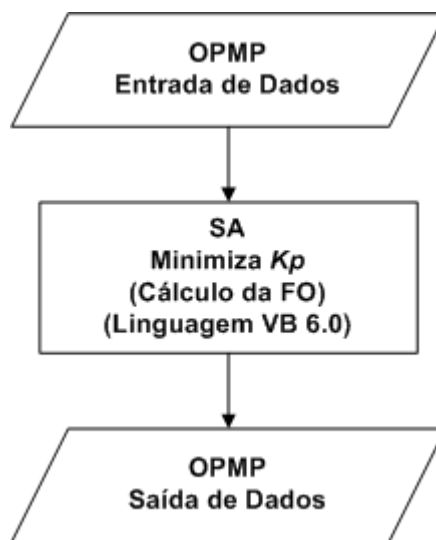 OPMP
Entrada de Dados
SA
Minimiza Kp
(Cálculo da FO)
(Linguagem VB 6.0)
OPMP
Saída de Dados